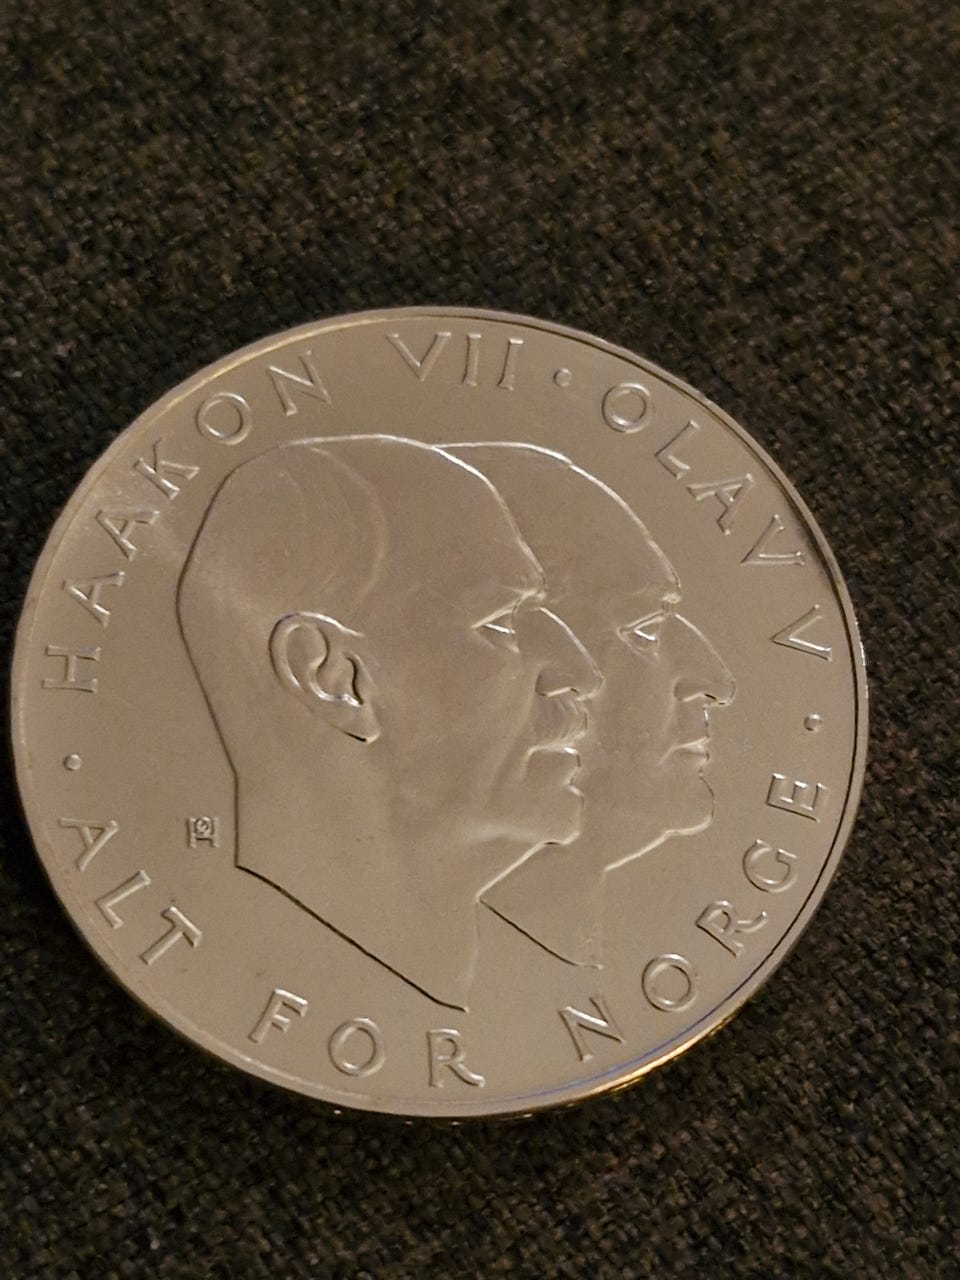 HAAKON VII · OLAV V ·
ALT FOR NORGE ·